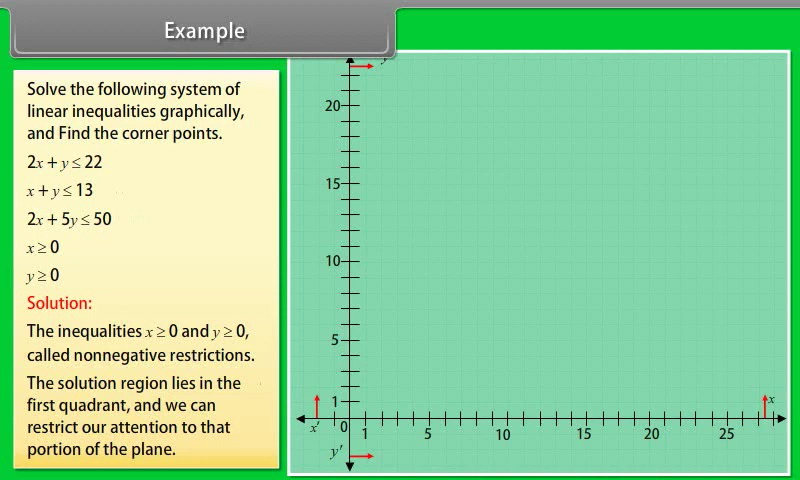 Example
Solve the following system of
linear inequalities graphically,
and Find the corner points.
2x + y ≤ 22
x + y ≤ 13
2x + 5y ≤ 50
x ≥ 0
y ≥ 0
Solution:
The inequalities x ≥ 0 and y ≥ 0,
called nonnegative restrictions.
The solution region lies in the
first quadrant, and we can
restrict our attention to that
portion of the plane.
y
20
15
10
5
1
x
x' 0 1 5 10 15 20 25
y'